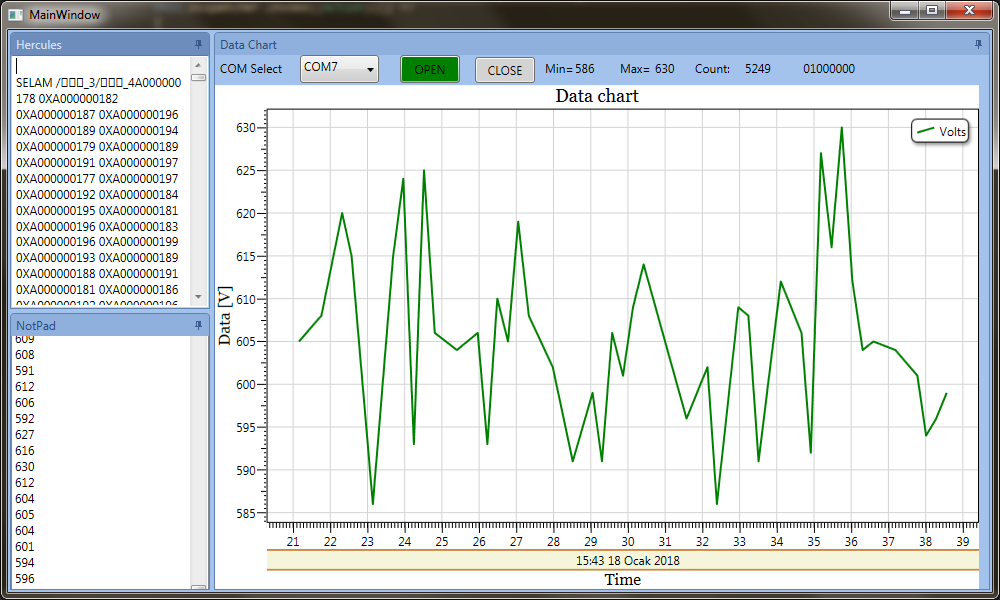 MainWindow
Hercules
SELAM /□□□_3/□□□_4A000000
178 0XA000000182
0XA000000187 0XA000000196
0XA000000189 0XA000000194
0XA000000179 0XA000000189
0XA000000191 0XA000000197
0XA000000177 0XA000000197
0XA000000192 0XA000000184
0XA000000195 0XA000000181
0XA000000196 0XA000000183
0XA000000196 0XA000000199
0XA000000193 0XA000000189
0XA000000188 0XA000000191
0XA000000181 0XA000000186
NotPad
609
608
591
612
606
592
627
616
630
612
604
605
604
601
594
596
Data Chart
COM Select COM7 OPEN CLOSE Min= 586 Max= 630 Count: 5249 01000000
Data chart
Volts
Data [V]
630
625
620
615
610
605
600
595
590
585
21 22 23 24 25 26 27 28 29 30 31 32 33 34 35 36 37 38 39
15:43 18 Ocak 2018
Time